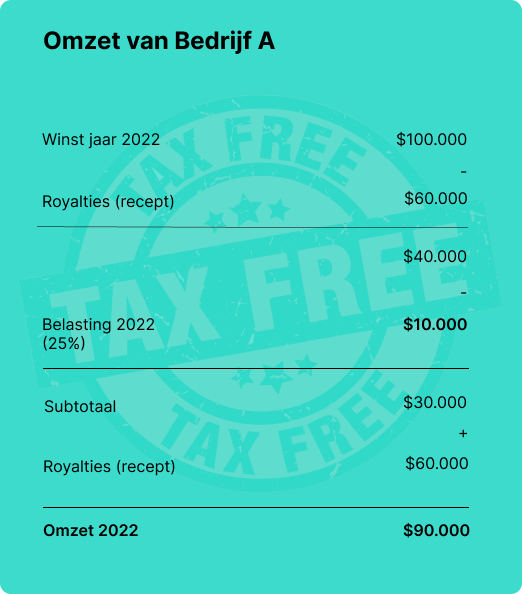 Omzet van Bedrijf A
TAX FREE
Winst jaar 2022 $100.000
-
Royalties (recept) $60.000
$40.000
-
TAX FREE
Belasting 2022 $10.000
(25%)
Subtotaal $30.000
+
TAX FREE
Royalties (recept) $60.000
Omzet 2022 $90.000